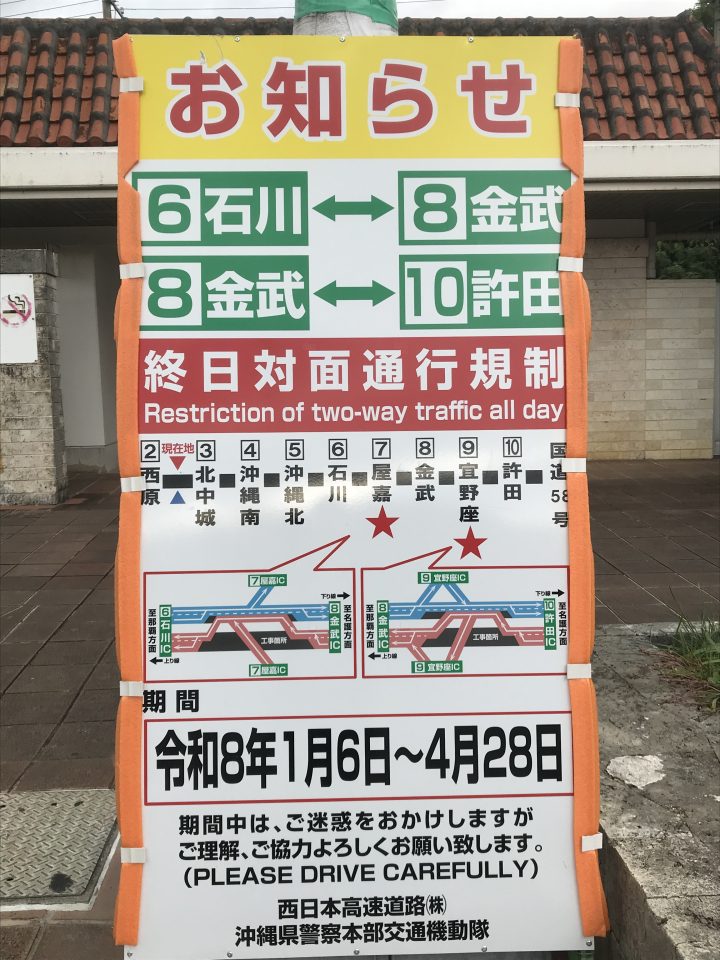 お知らせ
6 石川 ↔ 8 金武
8 金武 ↔ 10 許田
終日対面通行規制
Restriction of two-way traffic all day
2 西原
現在地
3 北中城
4 沖縄南
5 沖縄北
6 石川
7 屋嘉
8 金武
9 宜野座
10 許田
国道58号
7 屋嘉IC
下り線
至那覇方面
6 石川IC
8 金武IC
至名護方面
工事箇所
上り線
7 屋嘉IC
9 宜野座IC
下り線
至那覇方面
8 金武IC
10 許田IC
至名護方面
工事箇所
上り線
9 宜野座IC
期間
令和8年1月6日～4月28日
期間中は、ご迷惑をおかけしますが
ご理解、ご協力よろしくお願い致します。
(PLEASE DRIVE CAREFULLY)
西日本高速道路㈱
沖縄県警察本部交通機動隊